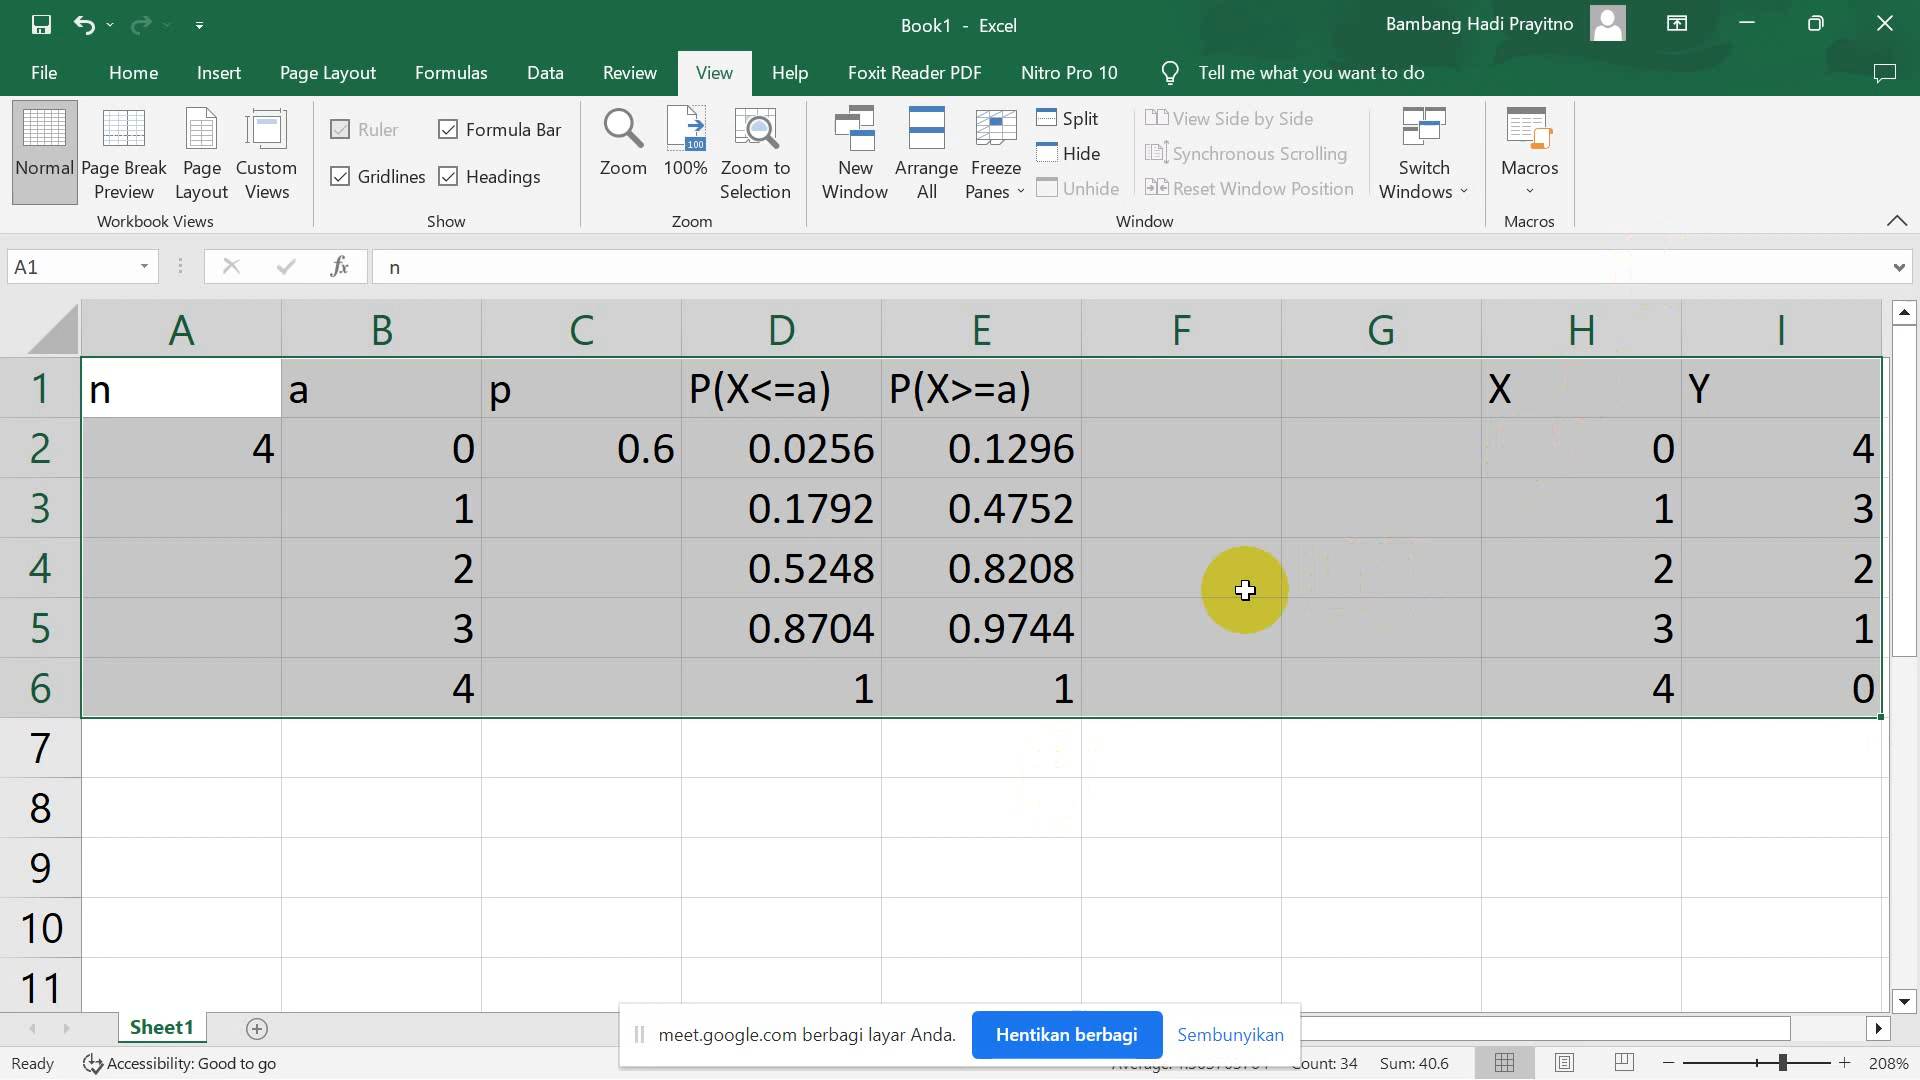 Book1 - Excel
Bambang Hadi Prayitno
File Home Insert Page Layout Formulas Data Review View Help Foxit Reader PDF Nitro Pro 10 Tell me what you want to do
Normal
Page Break Preview
Page Layout
Custom Views
Workbook Views
Ruler
Formula Bar
Gridlines
Headings
Show
Zoom
100
100%
Zoom to Selection
Zoom
New Window
Arrange All
Freeze Panes
Split
Hide
Unhide
View Side by Side
Synchronous Scrolling
Reset Window Position
Window
Switch Windows
Macros
Macros
A1
fx
n
A B C D E F G H I
1 n a p P(X<=a) P(X>=a) X Y
2 4 0 0.6 0.0256 0.1296 0 4
3 1 0.1792 0.4752 1 3
4 2 0.5248 0.8208 2 2
5 3 0.8704 0.9744 3 1
6 4 1 1 4 0
7
8
9
10
11
Sheet1
meet.google.com berbagi layar Anda.
Hentikan berbagi
Sembunyikan
Ready
Accessibility: Good to go
Count: 34
Sum: 40.6
208%